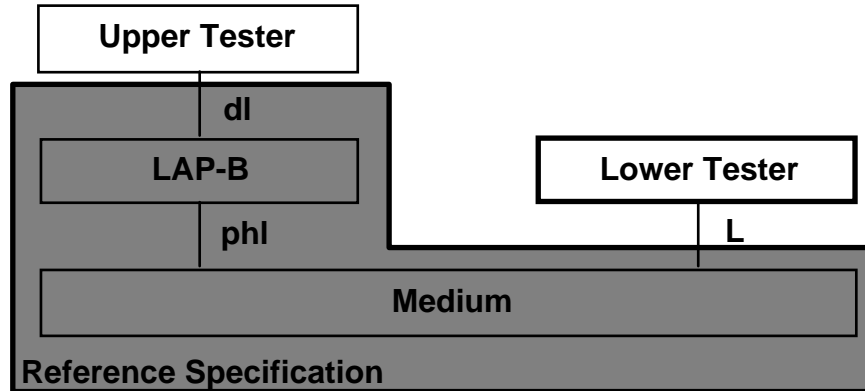 Upper Tester
dl
LAP-B
Lower Tester
phl
L
Medium
Reference Specification